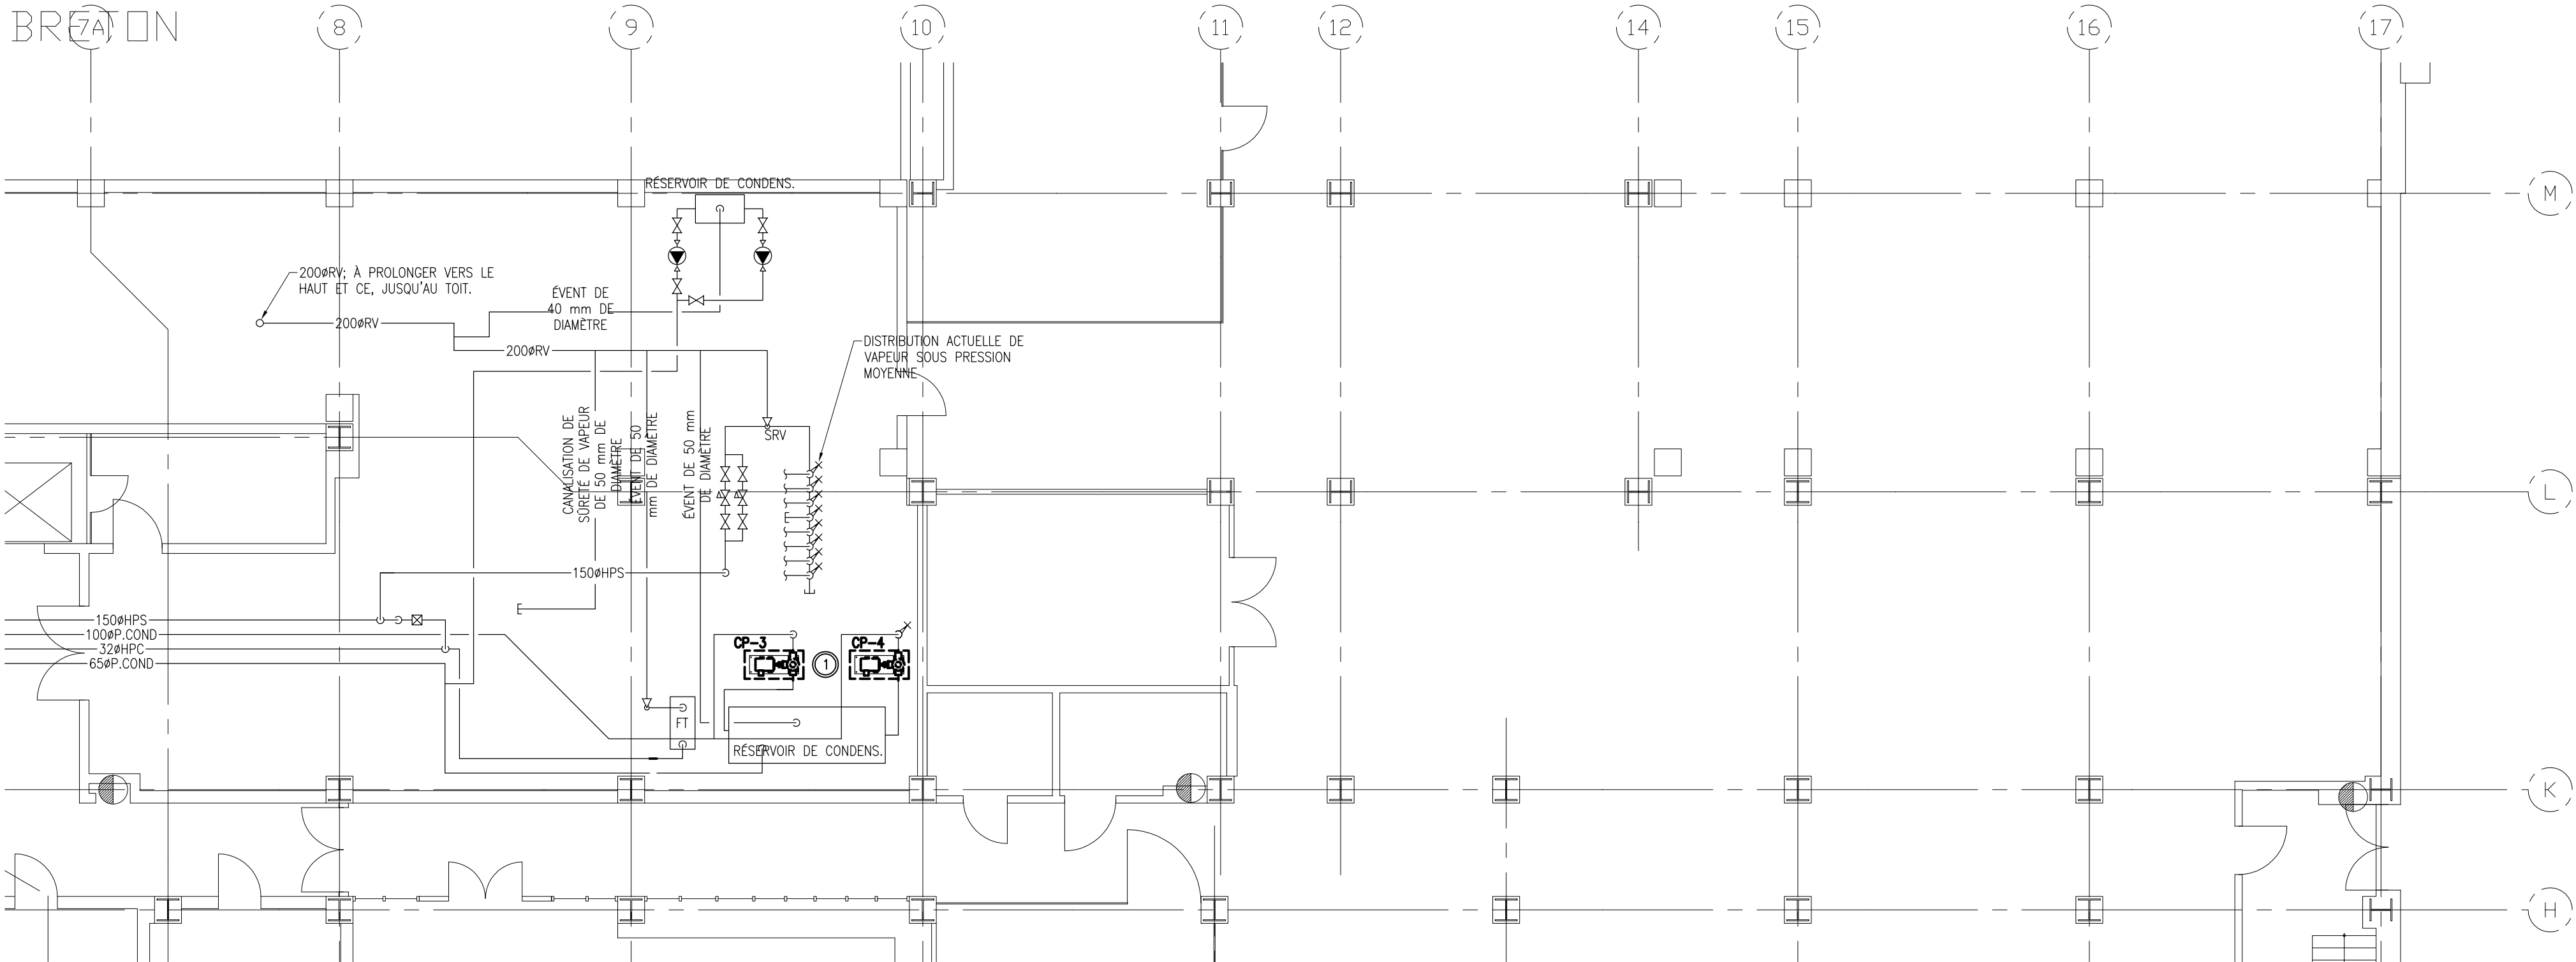 BRETON
7A
8
9
10
11
12
14
15
16
17
RÉSERVOIR DE CONDENS.
M
200øRV; À PROLONGER VERS LE
HAUT ET CE, JUSQU'AU TOIT.
ÉVENT DE
40 mm DE
DIAMÈTRE
200øRV
200øRV
DISTRIBUTION ACTUELLE DE
VAPEUR SOUS PRESSION
MOYENNE
CANALISATION DE
SÛRETÉ DE VAPEUR
DE 50 mm DE
DIAMÈTRE
ÉVENT DE 50
mm DE DIAMÈTRE
ÉVENT DE 50 mm
DE DIAMÈTRE
SRV
L
150øHPS
150øHPS
100øP.COND
32øHPC
65øP.COND
CP-3
1
CP-4
FT
RÉSERVOIR DE CONDENS.
K
H